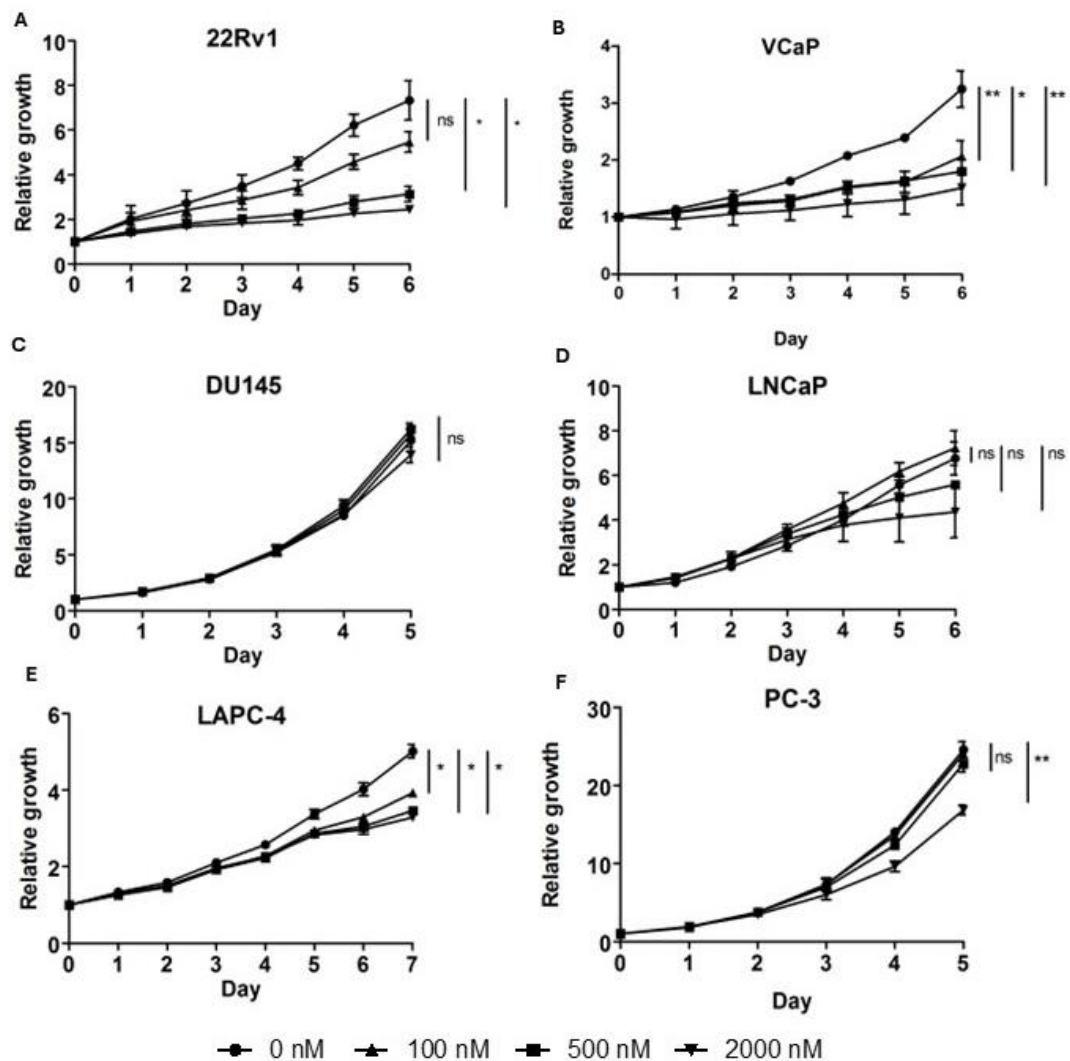 A
22Rv1
Relative growth
10
8
6
4
2
0
ns
*
*
0 1 2 3 4 5 6
Day
B
VCaP
Relative growth
4
3
2
1
0
**
*
**
0 1 2 3 4 5 6
Day
C
DU145
Relative growth
20
15
10
5
0
ns
0 1 2 3 4 5
Day
D
LNCaP
Relative growth
10
8
6
4
2
0
ns
ns
ns
0 1 2 3 4 5 6
Day
E
LAPC-4
Relative growth
6
4
2
0
*
*
*
0 1 2 3 4 5 6 7
Day
F
PC-3
Relative growth
30
20
10
0
ns
**
0 1 2 3 4 5
Day
0 nM 100 nM 500 nM 2000 nM